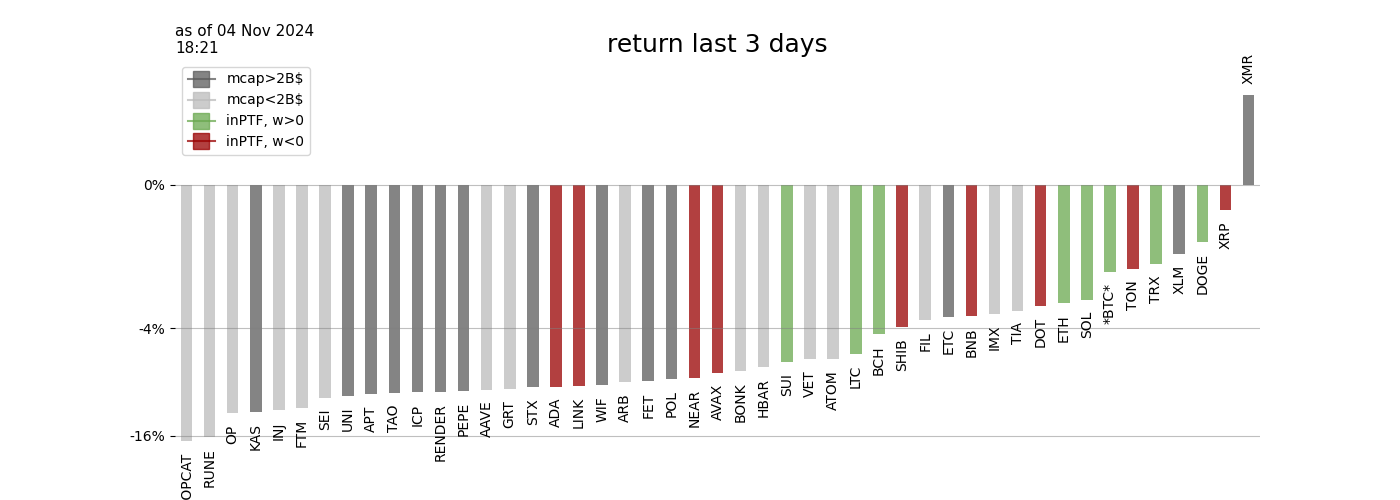 as of 04 Nov 2024
18:21
return last 3 days
mcap>2B$
mcap<2B$
inPTF, w>0
inPTF, w<0
0%
-4%
-16%
OPCAT
RUNE
OP
KAS
INJ
FTM
SEI
UNI
APT
TAO
ICP
RENDER
PEPE
AAVE
GRT
STX
ADA
LINK
WIF
ARB
FET
POL
NEAR
AVAX
BONK
HBAR
SUI
VET
ATOM
LTC
BCH
SHIB
FIL
ETC
BNB
IMX
TIA
DOT
ETH
SOL
*BTC*
TON
TRX
XLM
DOGE
XRP
XMR